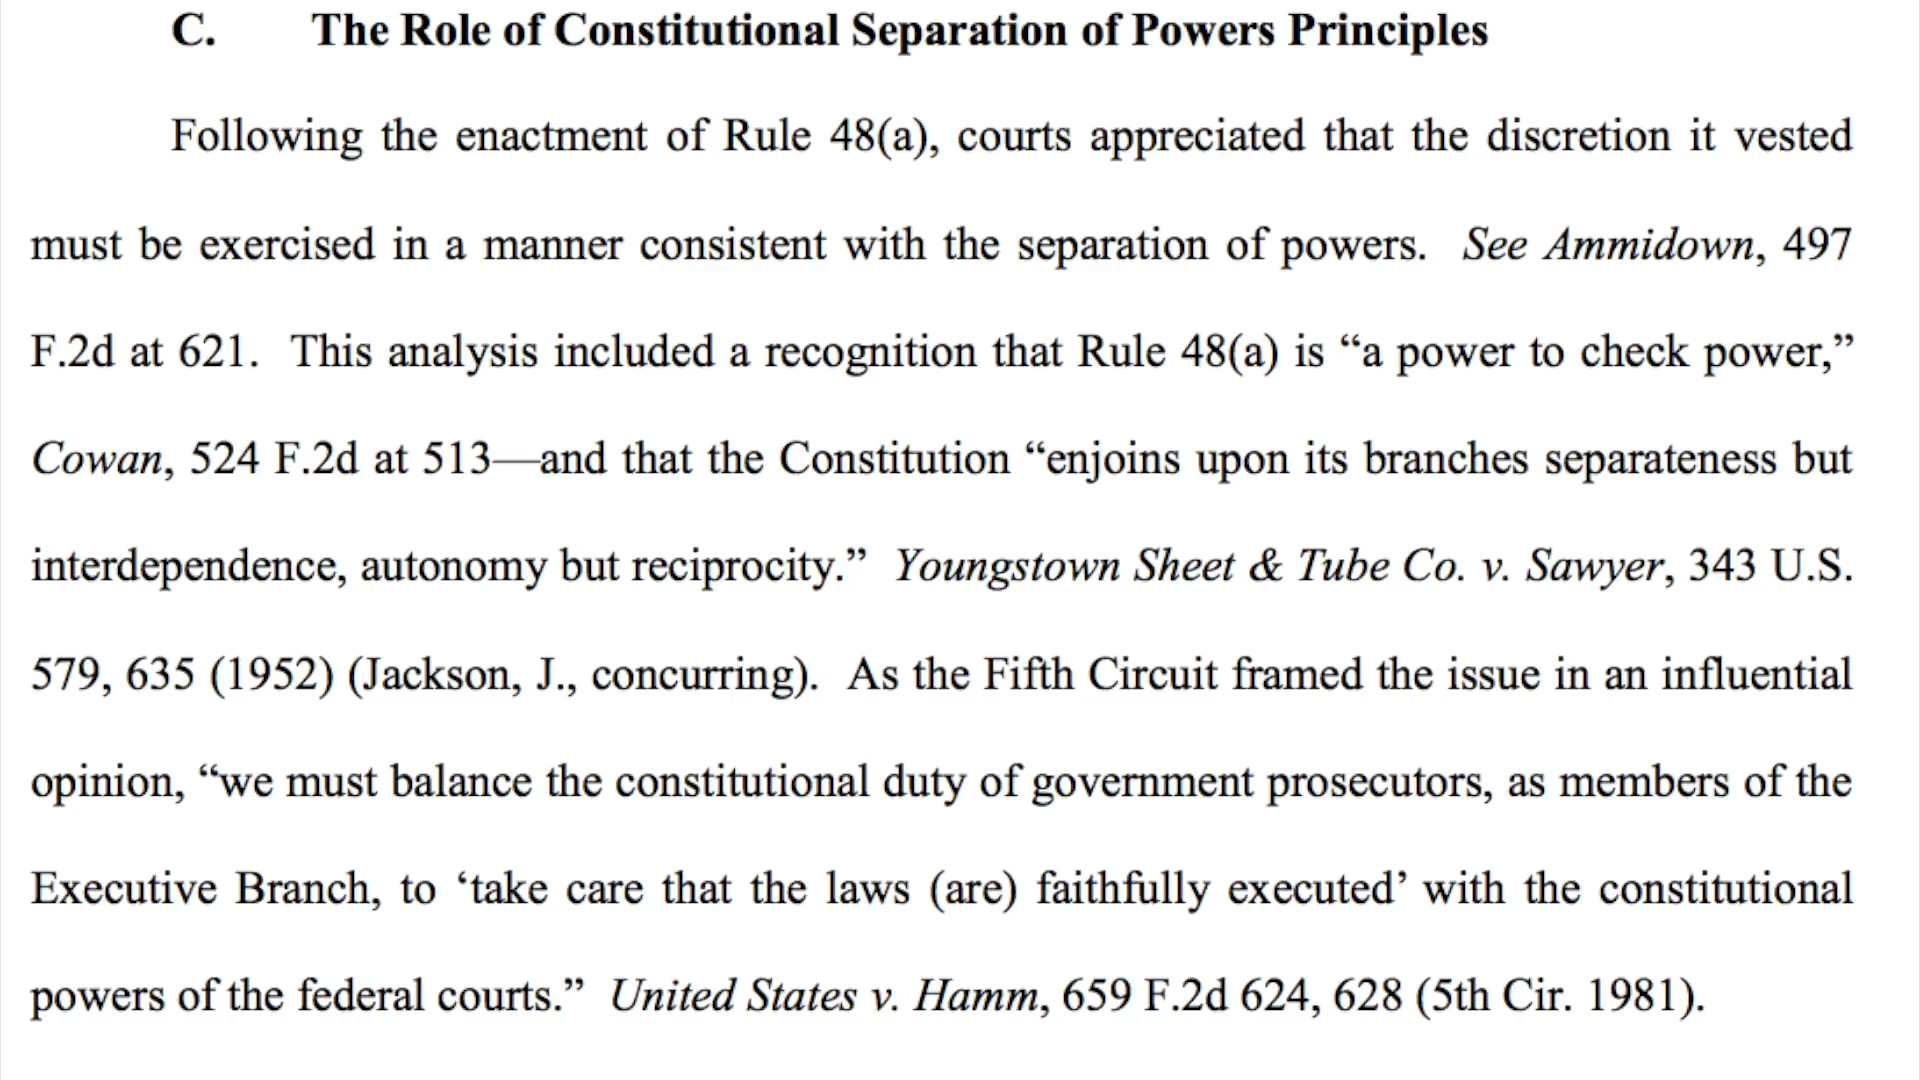 C. The Role of Constitutional Separation of Powers Principles
Following the enactment of Rule 48(a), courts appreciated that the discretion it vested
must be exercised in a manner consistent with the separation of powers. See Ammidown, 497
F.2d at 621. This analysis included a recognition that Rule 48(a) is “a power to check power,”
Cowan, 524 F.2d at 513—and that the Constitution “enjoins upon its branches separateness but
interdependence, autonomy but reciprocity.” Youngstown Sheet & Tube Co. v. Sawyer, 343 U.S.
579, 635 (1952) (Jackson, J., concurring). As the Fifth Circuit framed the issue in an influential
opinion, “we must balance the constitutional duty of government prosecutors, as members of the
Executive Branch, to ‘take care that the laws (are) faithfully executed’ with the constitutional
powers of the federal courts.” United States v. Hamm, 659 F.2d 624, 628 (5th Cir. 1981).